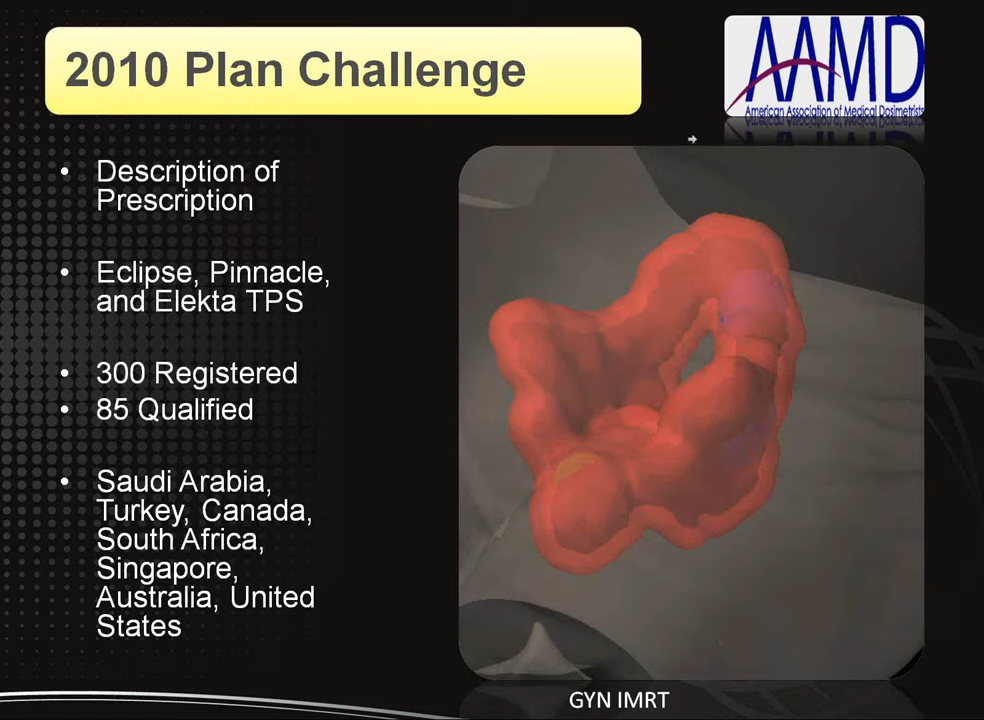 2010 Plan Challenge
AAMD
American Association of Medical Dosimetrists
• Description of
Prescription
• Eclipse, Pinnacle,
and Elekta TPS
• 300 Registered
• 85 Qualified
• Saudi Arabia,
Turkey, Canada,
South Africa,
Singapore,
Australia, United
States
GYN IMRT